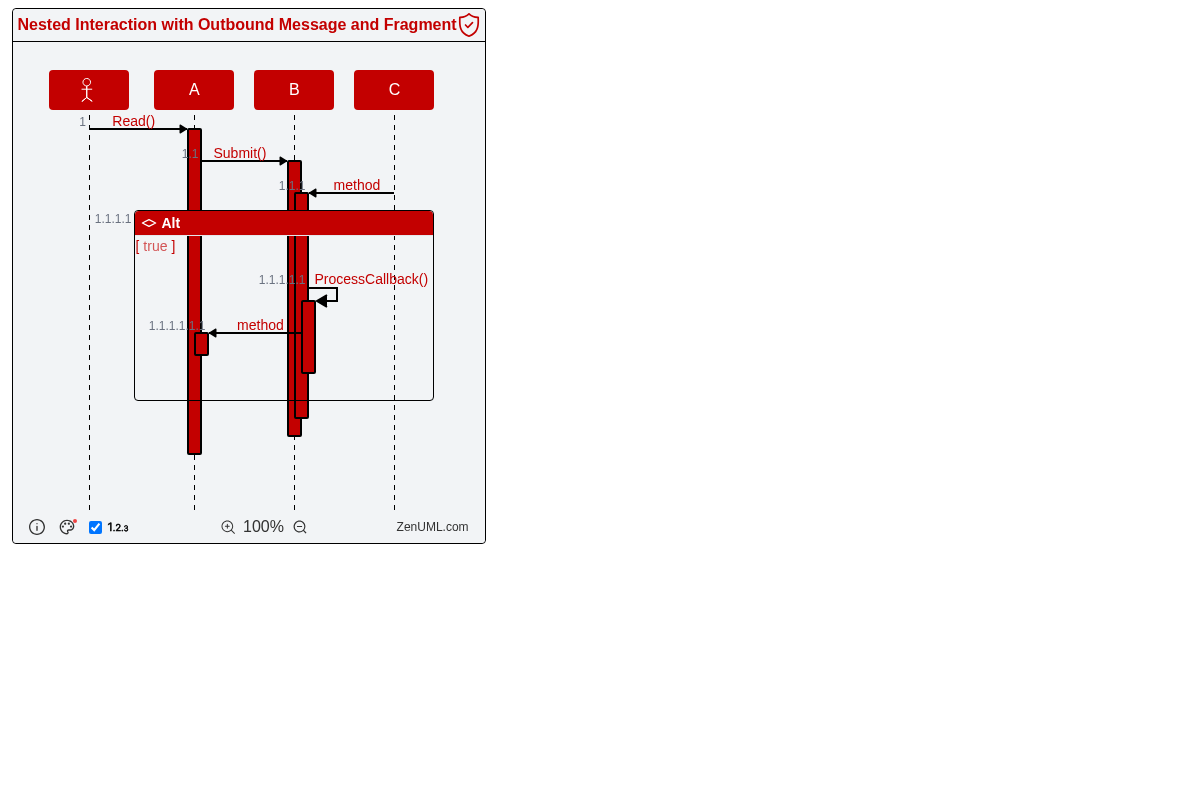 Nested Interaction with Outbound Message and Fragment
A B C
1 Read()
1.1 Submit()
1.1.1 method
1.1.1.1 Alt
[ true ]
1.1.1.1.1 ProcessCallback()
1.1.1.1.1.1 method
1.2.3 100% ZenUML.com